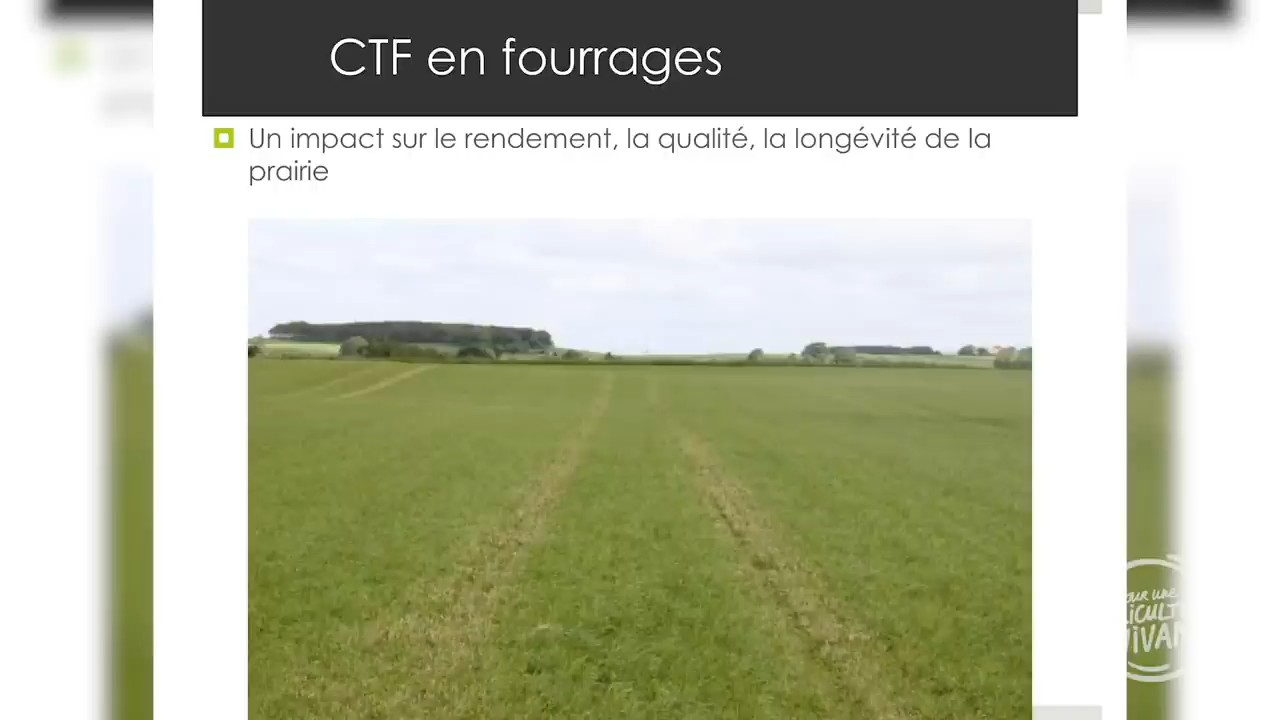 CTF en fourrages
Un impact sur le rendement, la qualité, la longévité de la
prairie